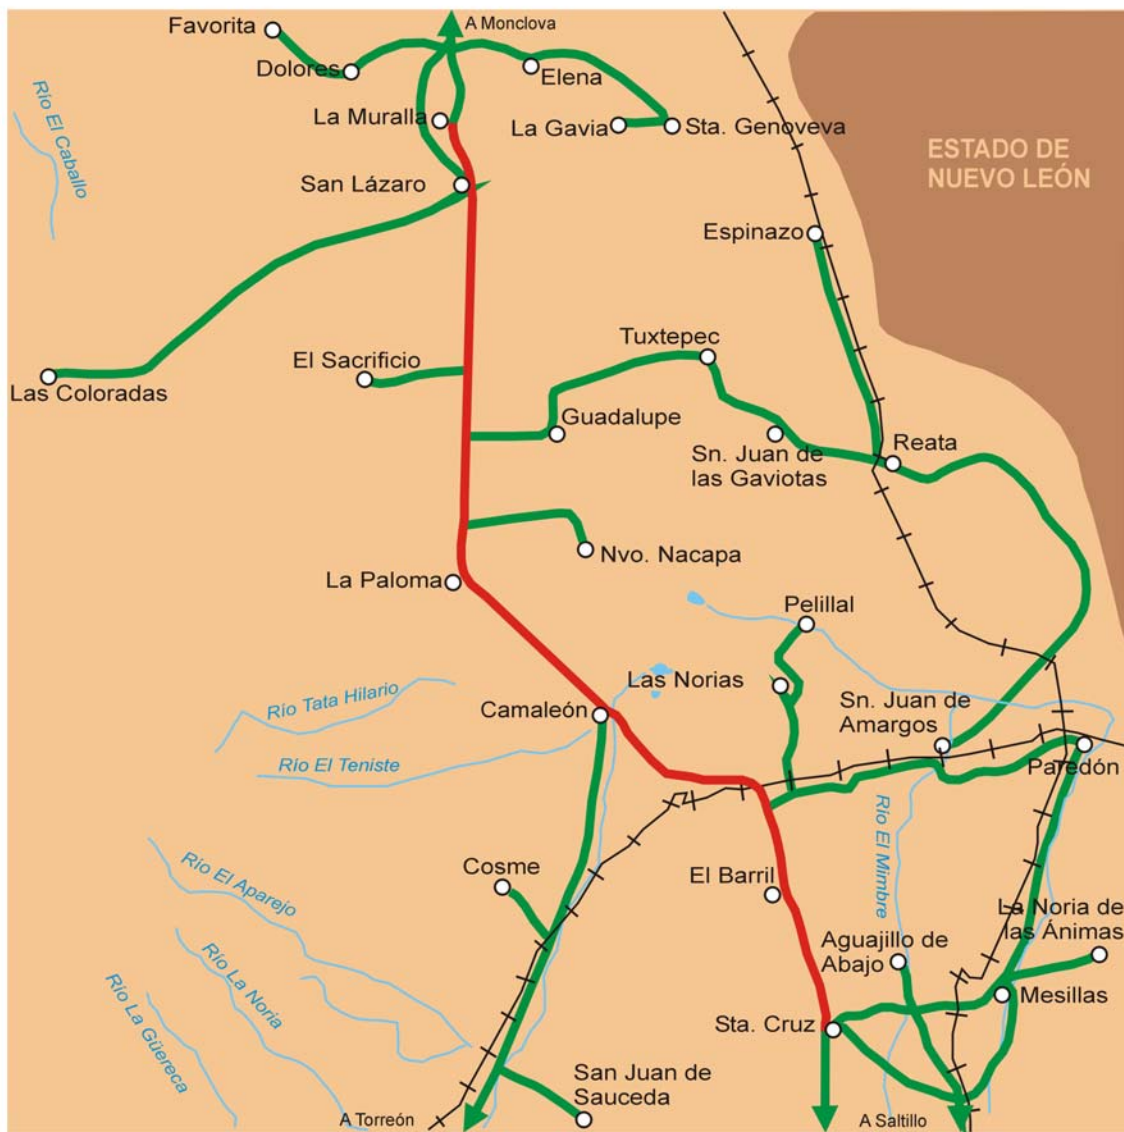 A Monclova
Favorita
Dolores
Elena
La Muralla
La Gavia
Sta. Genoveva
Río El Caballo
ESTADO DE
NUEVO LEÓN
San Lázaro
Espinazo
Tuxtepec
El Sacrificio
Las Coloradas
Guadalupe
Sn. Juan de
las Gaviotas
Reata
Nvo. Nacapa
La Paloma
Pelillal
Las Norias
Río Tata Hilario
Camaleón
Sn. Juan de
Amargos
Río El Teniste
Paredón
Río El Mimbre
Cosme
El Barril
Río El Aparejo
La Noria de
las Ánimas
Aguajillo de
Abajo
Río La Noria
Río La Güereca
Mesillas
Sta. Cruz
San Juan de
Sauceda
A Torreón
A Saltillo